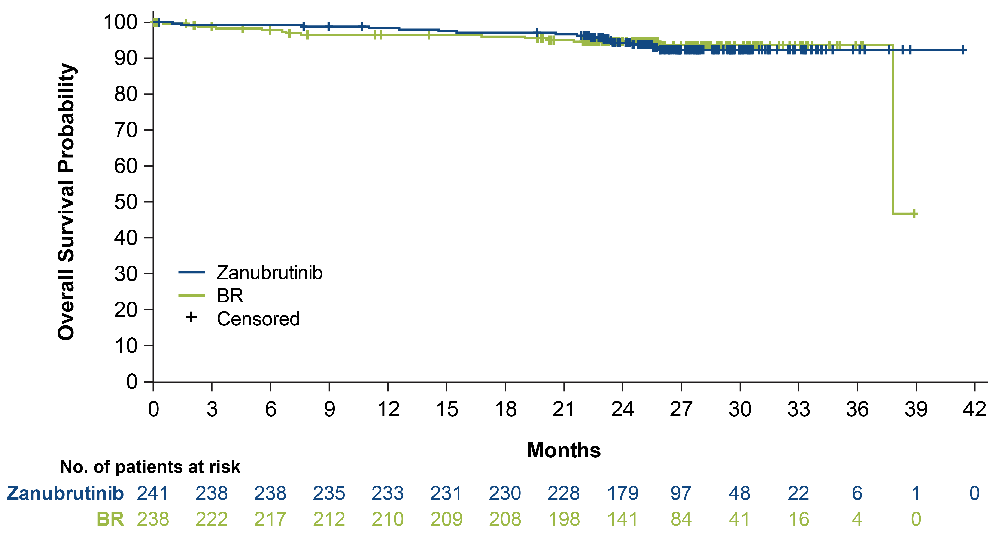 Overall Survival Probability
100
90
80
70
60
50
40
30
20
10
0
Zanubrutinib
BR
+ Censored
0 3 6 9 12 15 18 21 24 27 30 33 36 39 42
Months
No. of patients at risk
Zanubrutinib 241 238 238 235 233 231 230 228 179 97 48 22 6 1 0
BR 238 222 217 212 210 209 208 198 141 84 41 16 4 0